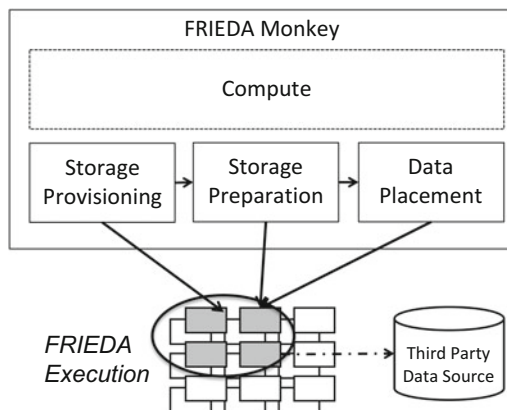 FRIEDA Monkey
Compute
Storage
Provisioning
Storage
Preparation
Data
Placement
FRIEDA
Execution
Third Party
Data Source